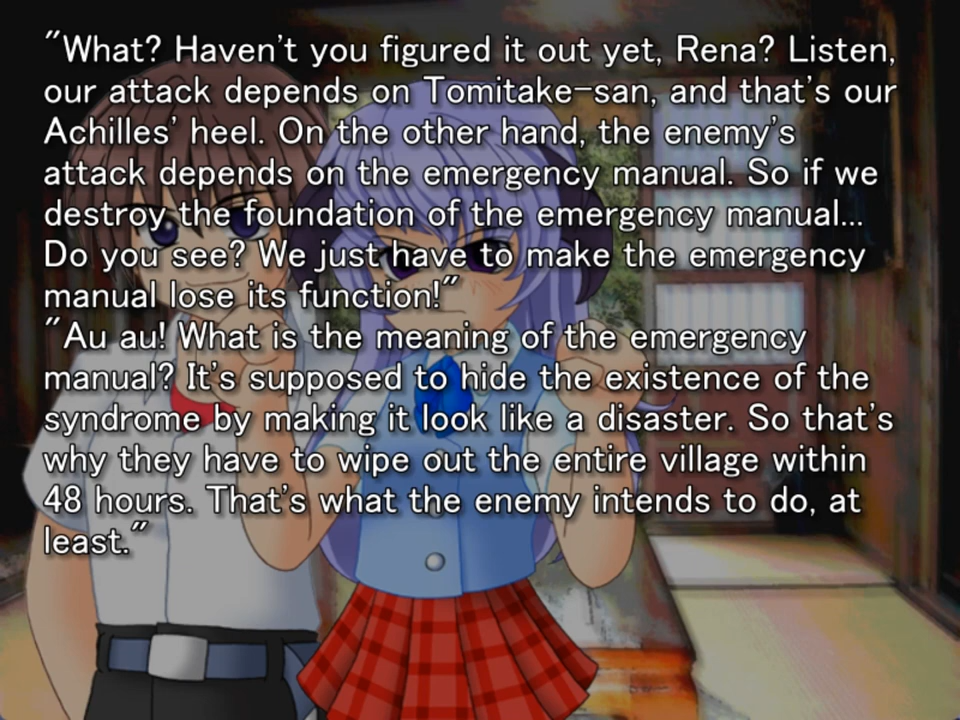 "What? Haven't you figured it out yet, Rena? Listen,
our attack depends on Tomitake-san, and that's our
Achilles' heel. On the other hand, the enemy's
attack depends on the emergency manual. So if we
destroy the foundation of the emergency manual...
Do you see? We just have to make the emergency
manual lose its function!"
"Au au! What is the meaning of the emergency
manual? It's supposed to hide the existence of the
syndrome by making it look like a disaster. So that's
why they have to wipe out the entire village within
48 hours. That's what the enemy intends to do, at
least."